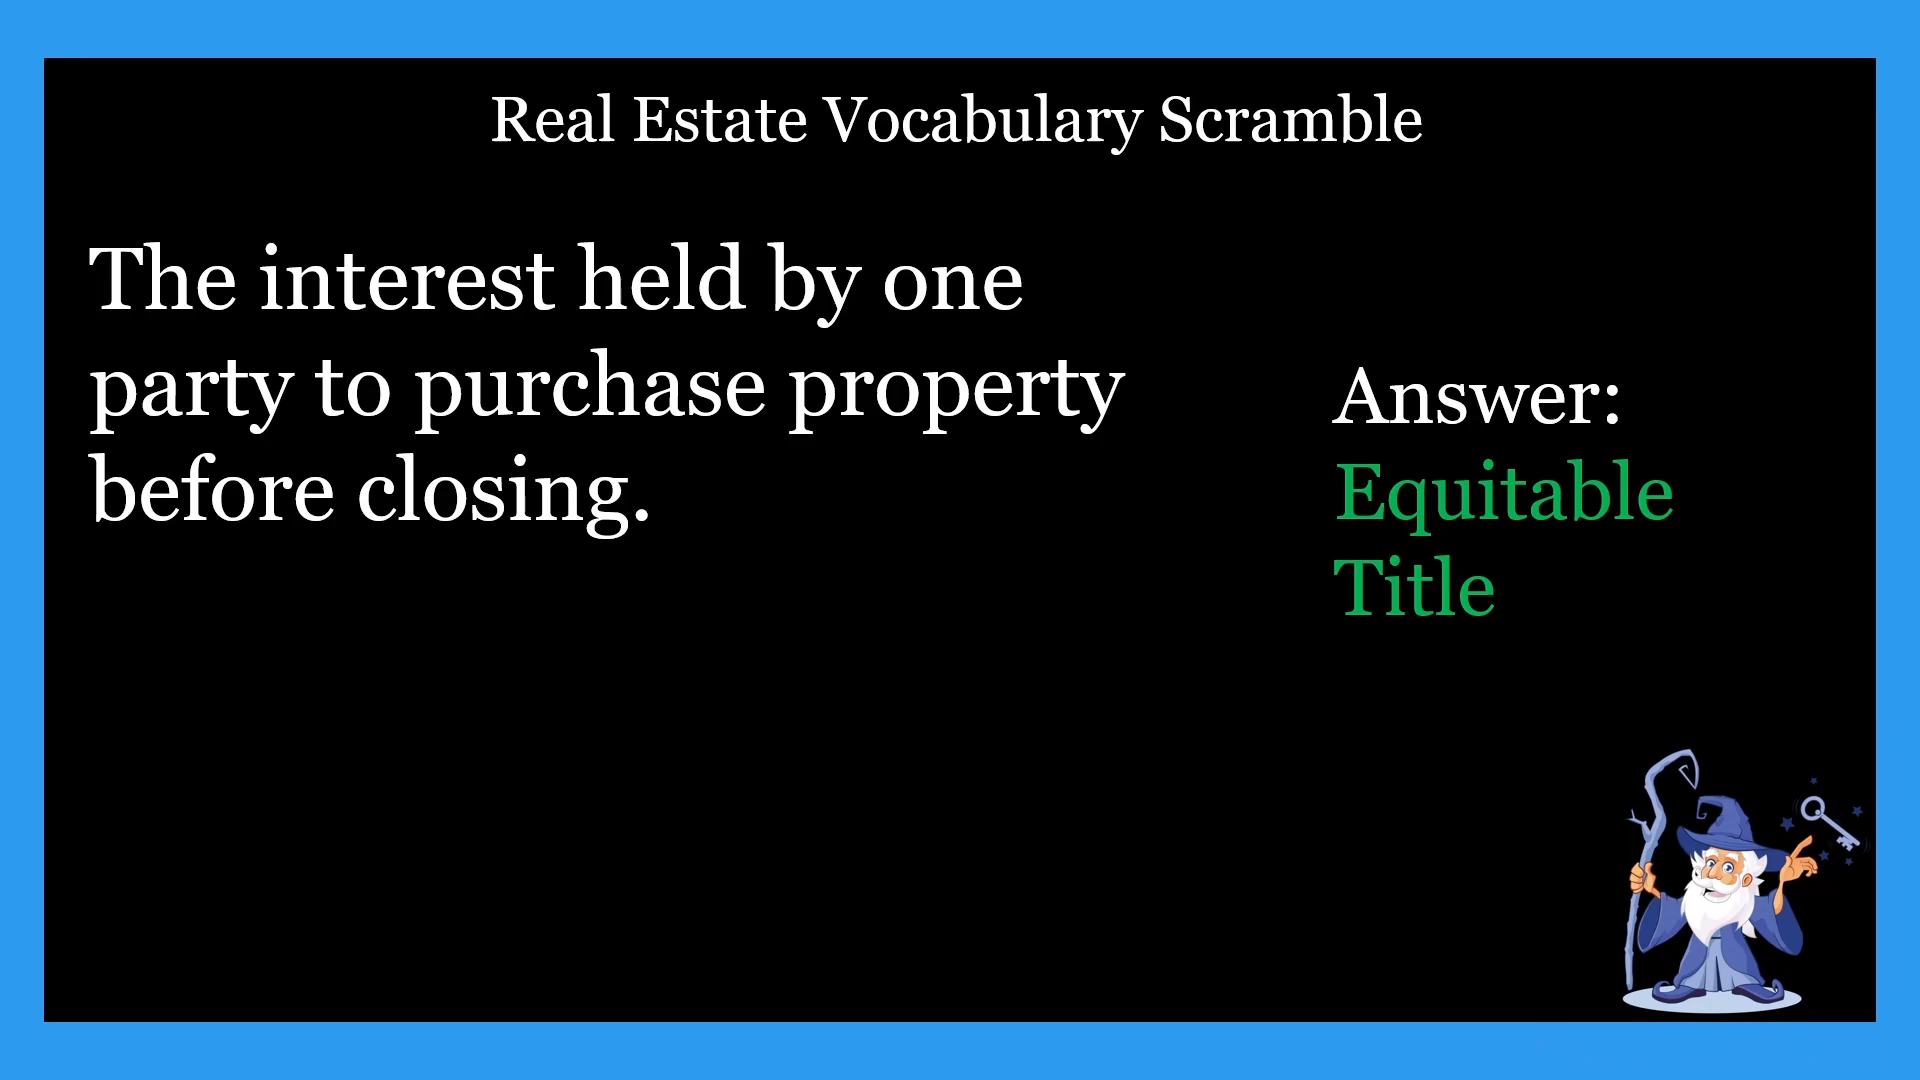 Real Estate Vocabulary Scramble
The interest held by one
party to purchase property
before closing.
Answer:
Equitable
Title